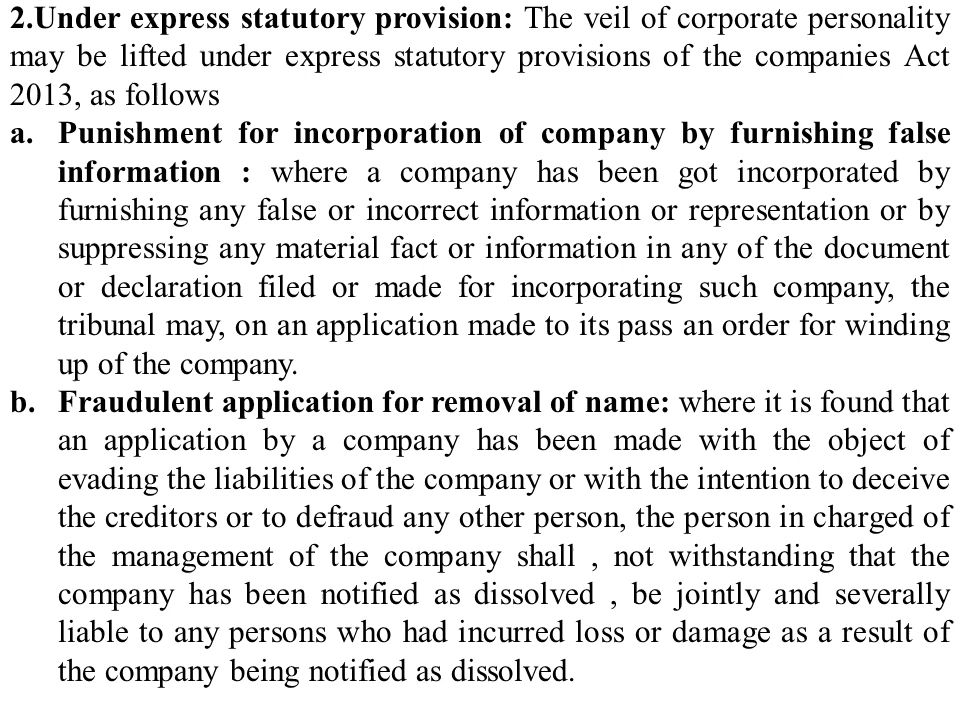 2.Under express statutory provision: The veil of corporate personality
may be lifted under express statutory provisions of the companies Act
2013, as follows
a. Punishment for incorporation of company by furnishing false
information : where a company has been got incorporated by
furnishing any false or incorrect information or representation or by
suppressing any material fact or information in any of the document
or declaration filed or made for incorporating such company, the
tribunal may, on an application made to its pass an order for winding
up of the company.
b. Fraudulent application for removal of name: where it is found that
an application by a company has been made with the object of
evading the liabilities of the company or with the intention to deceive
the creditors or to defraud any other person, the person in charged of
the management of the company shall , not withstanding that the
company has been notified as dissolved , be jointly and severally
liable to any persons who had incurred loss or damage as a result of
the company being notified as dissolved.